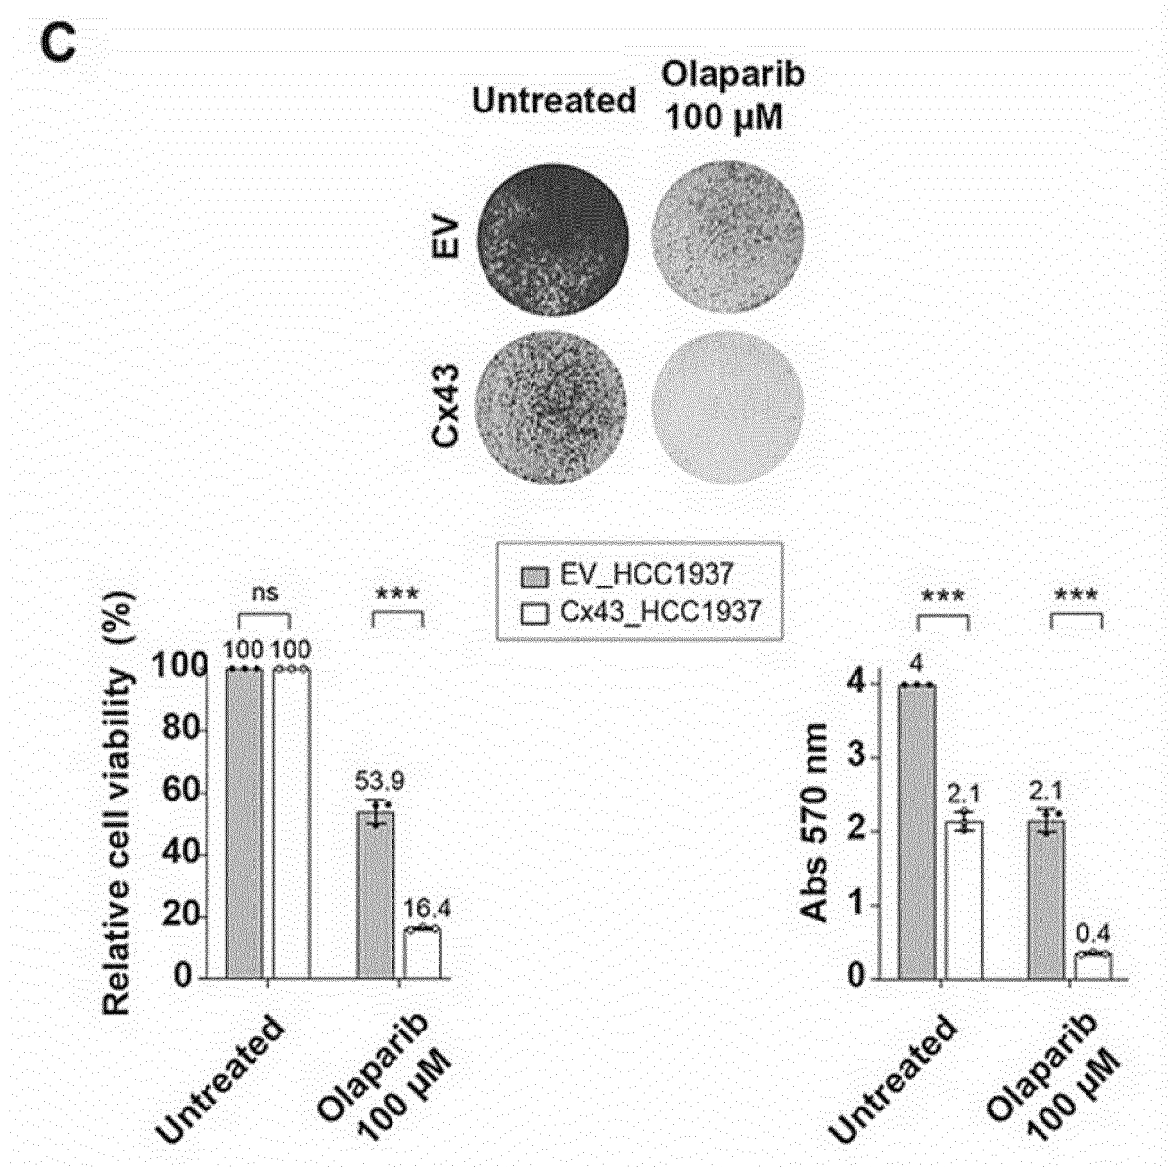 C
Untreated
Olaparib
100 µM
EV
Cx43
EV_HCC1937
Cx43_HCC1937
Relative cell viability (%)
ns
***
100 100
53.9
16.4
100
80
60
40
20
0
Untreated
Olaparib
100 µM
Abs 570 nm
***
***
4
2.1
2.1
0.4
4
3
2
1
0
Untreated
Olaparib
100 µM